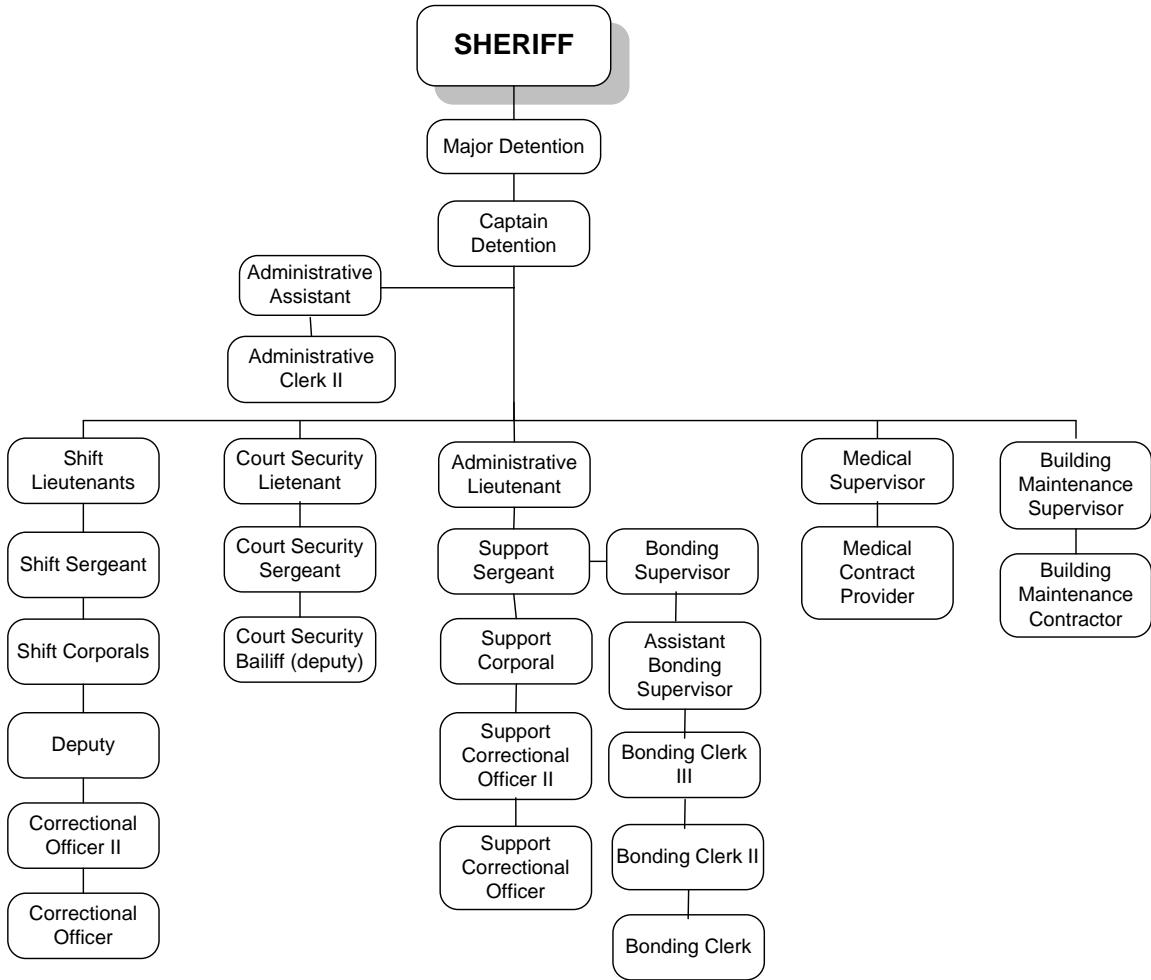 SHERIFF
Major Detention
Captain
Detention
Administrative
Assistant
Administrative
Clerk II
Shift
Lieutenants
Shift Sergeant
Shift Corporals
Deputy
Correctional
Officer II
Correctional
Officer
Court Security
Lietenant
Court Security
Sergeant
Court Security
Bailiff (deputy)
Administrative
Lieutenant
Support
Sergeant
Support
Corporal
Support
Correctional
Officer II
Support
Correctional
Officer
Bonding
Supervisor
Assistant
Bonding
Supervisor
Bonding Clerk
III
Bonding Clerk II
Bonding Clerk
Medical
Supervisor
Medical
Contract
Provider
Building
Maintenance
Supervisor
Building
Maintenance
Contractor